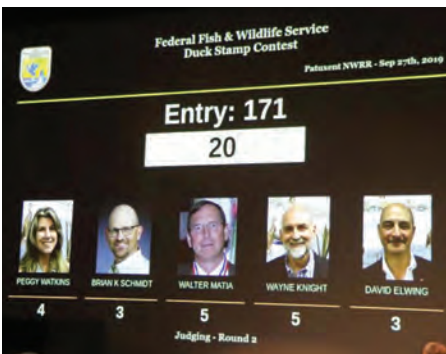 Federal Fish & Wildlife Service
Duck Stamp Contest
Patuxent NWRR - Sep 27th, 2019
Entry: 171
20
PEGGY WATKINS
BRIAN K SCHMIDT
WALTER MATIA
WAYNE KNIGHT
DAVID ELWING
4
3
5
5
3
Judging - Round 2